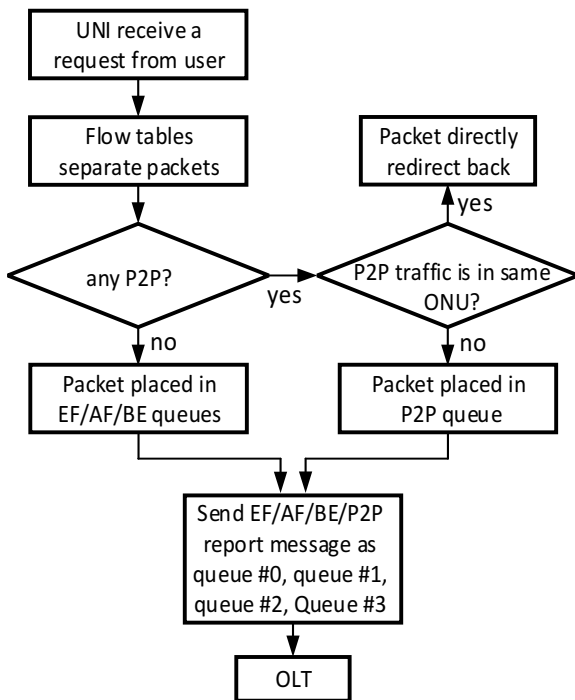 UNI receive a
request from user
Flow tables
separate packets
Packet directly
redirect back
yes
any P2P?
yes
P2P traffic is in same
ONU?
no
no
Packet placed in
EF/AF/BE queues
Packet placed in
P2P queue
Send EF/AF/BE/P2P
report message as
queue #0, queue #1,
queue #2, Queue #3
OLT